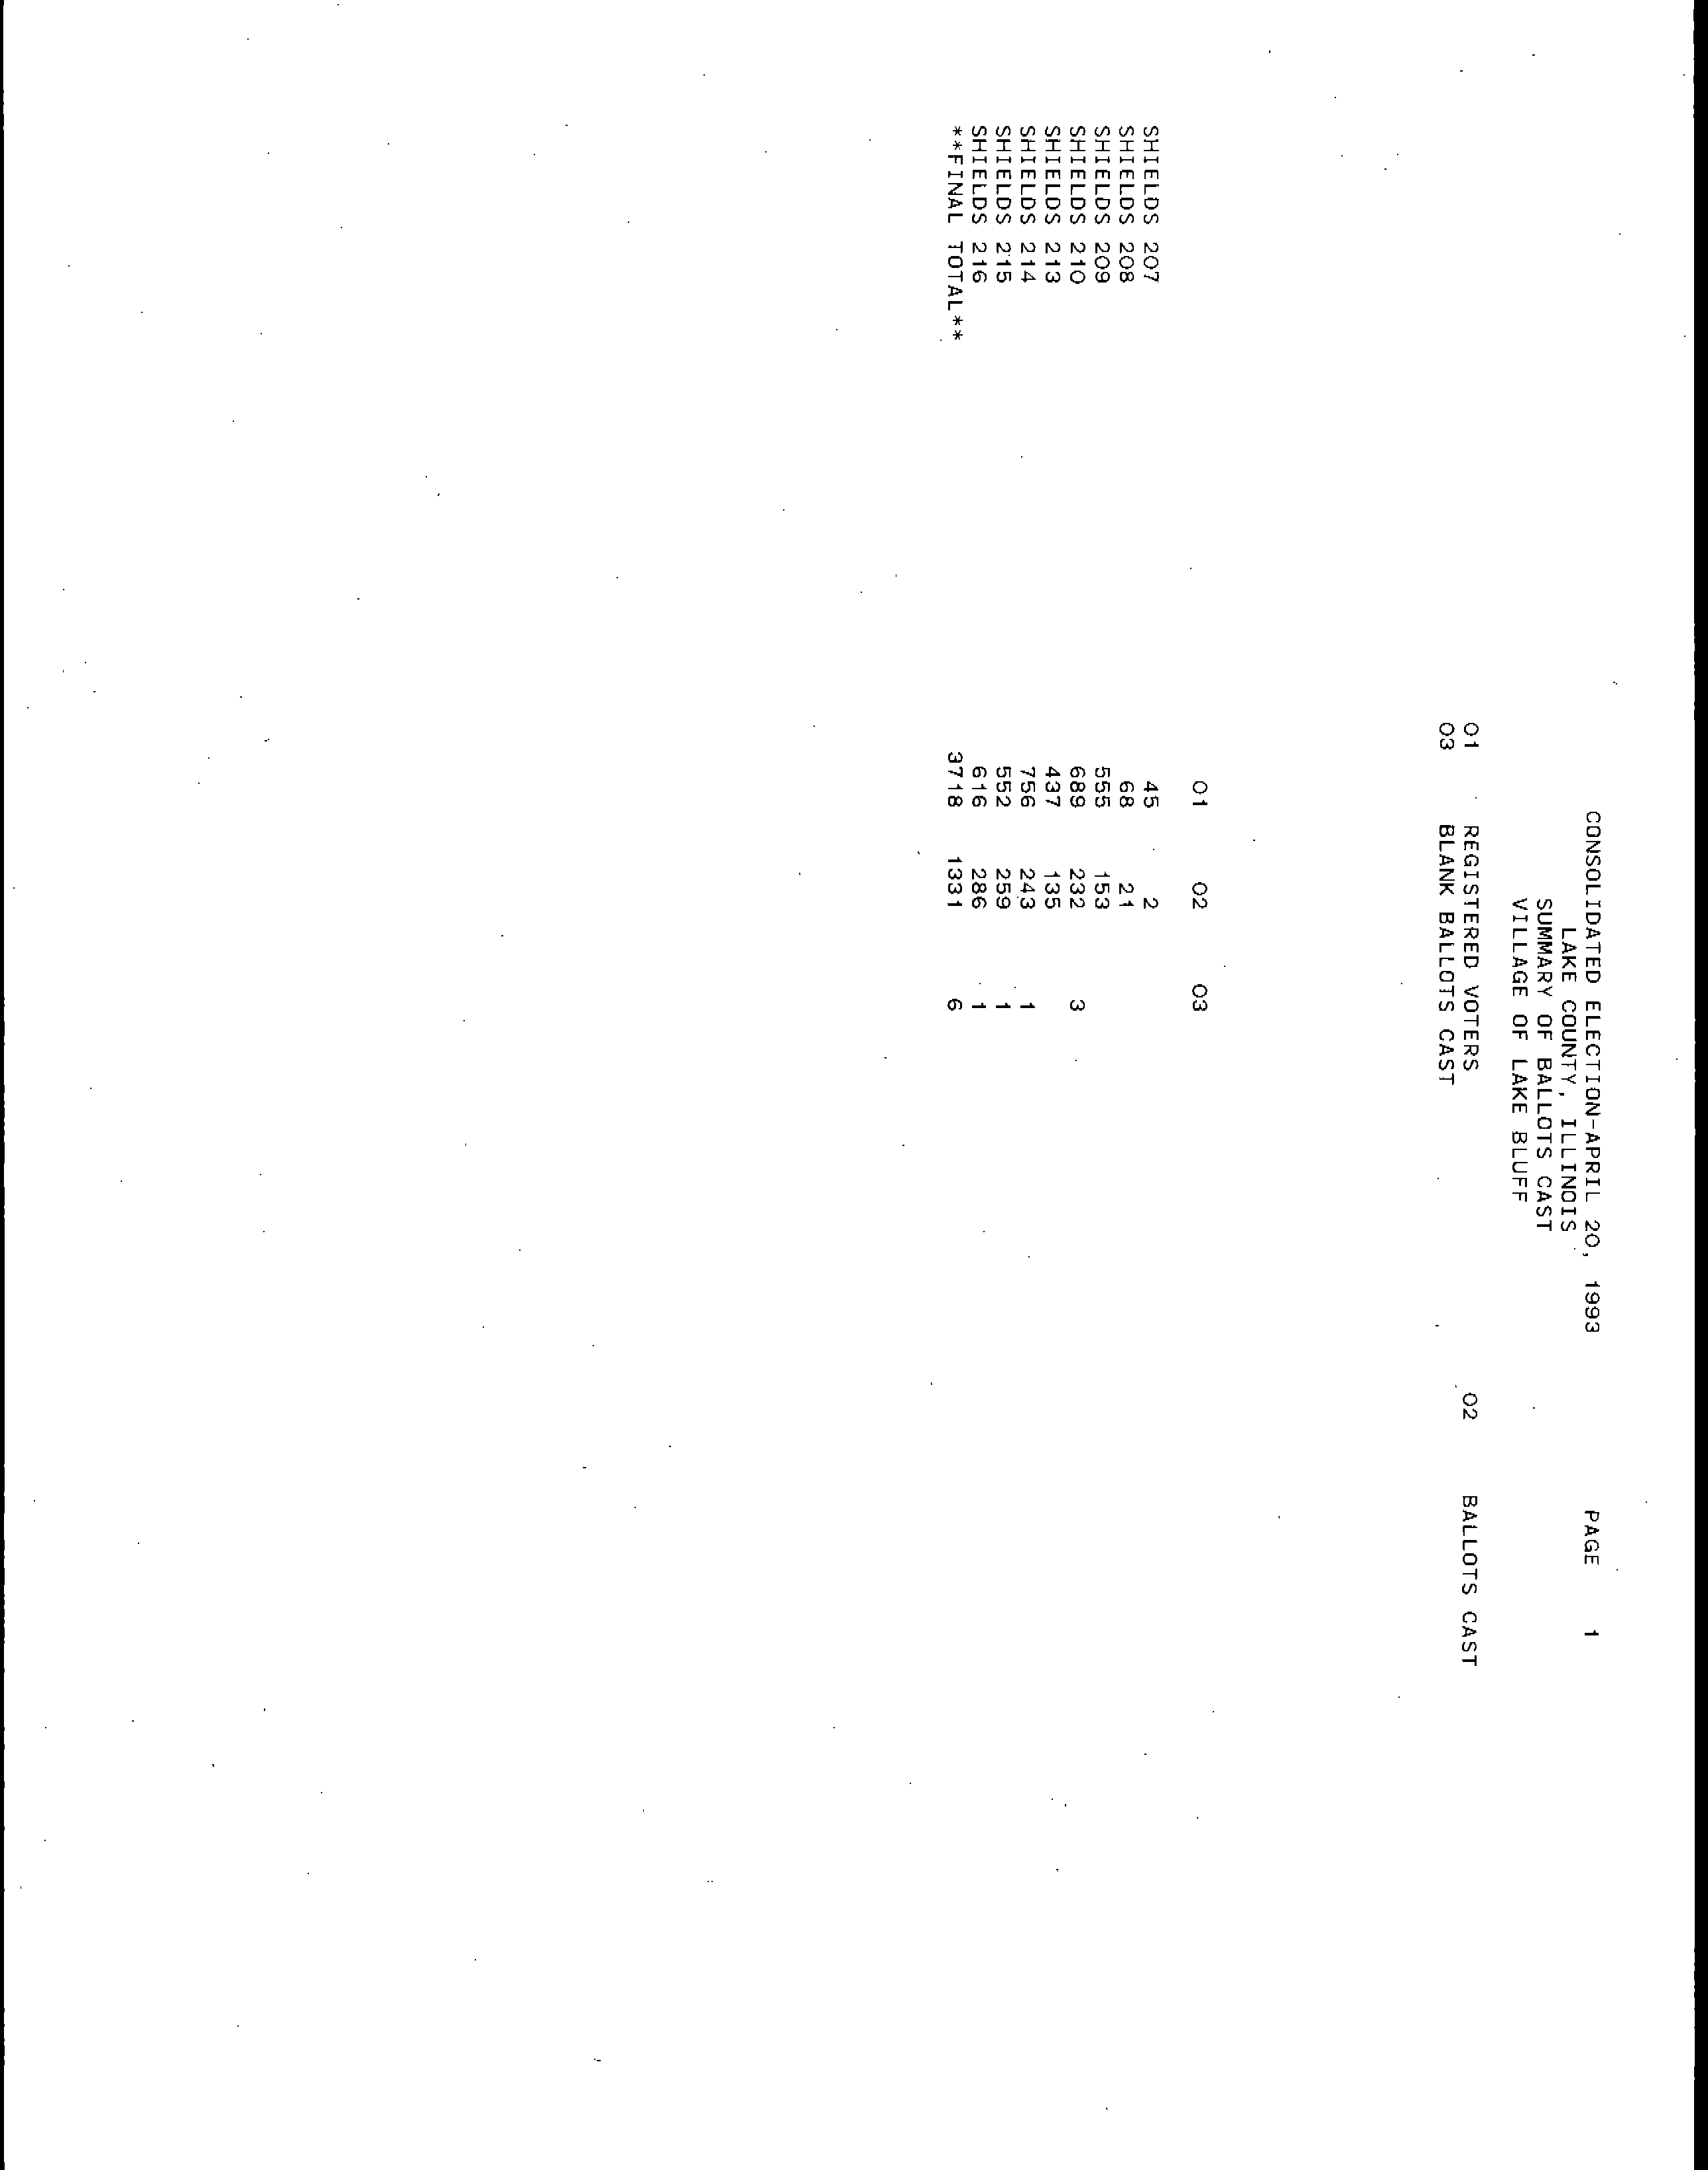 CONSOLIDATED ELECTION-APRIL 20, 1993 PAGE 1
LAKE COUNTY, ILLINOIS
SUMMARY OF BALLOTS CAST
VILLAGE OF LAKE BLUFF
01 REGISTERED VOTERS 02 BALLOTS CAST
03 BLANK BALLOTS CAST
01 02 03
SHIELDS 207 45 2
SHIELDS 208 68 21
SHIELDS 209 555 153
SHIELDS 210 689 232 3
SHIELDS 213 437 135
SHIELDS 214 756 243 1
SHIELDS 215 552 259 1
SHIELDS 216 616 286 1
**FINAL TOTAL** 3718 1331 6